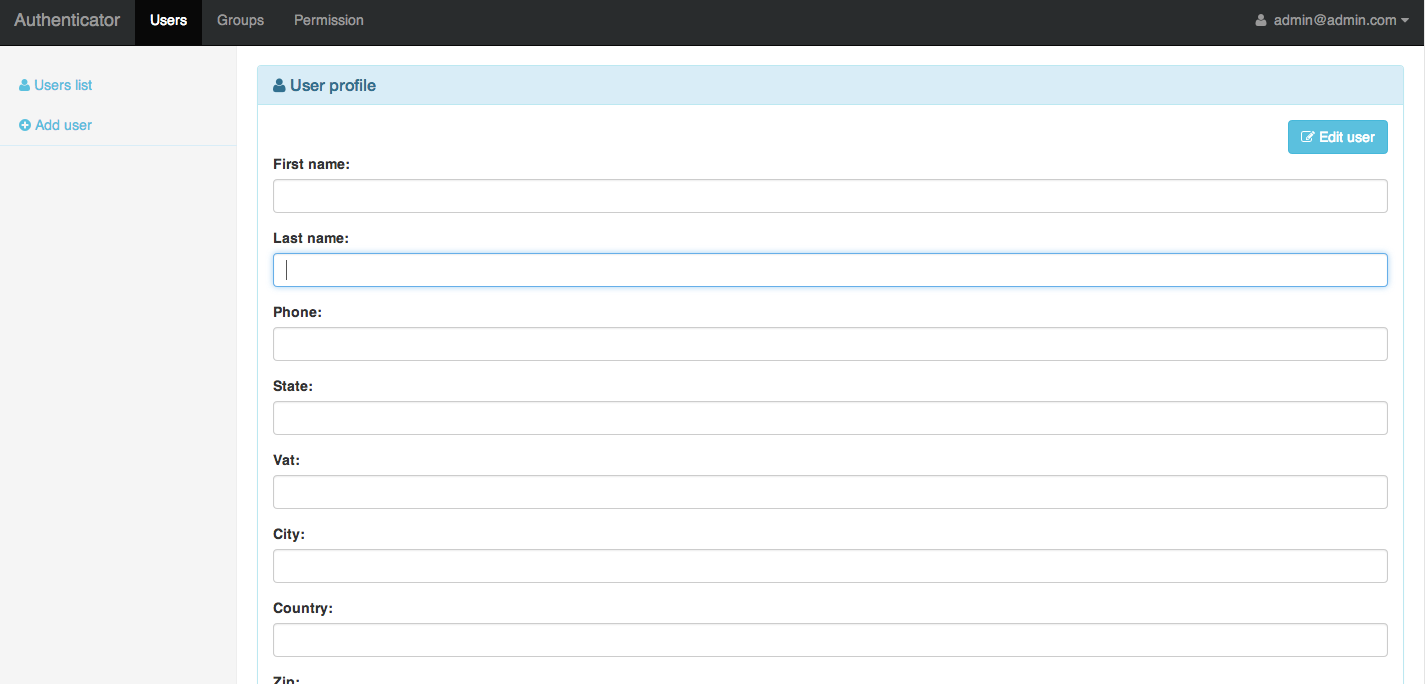 Authenticator Users Groups Permission admin@admin.com
Users list
Add user
User profile
Edit user
First name:
Last name:
Phone:
State:
Vat:
City:
Country:
Zip: